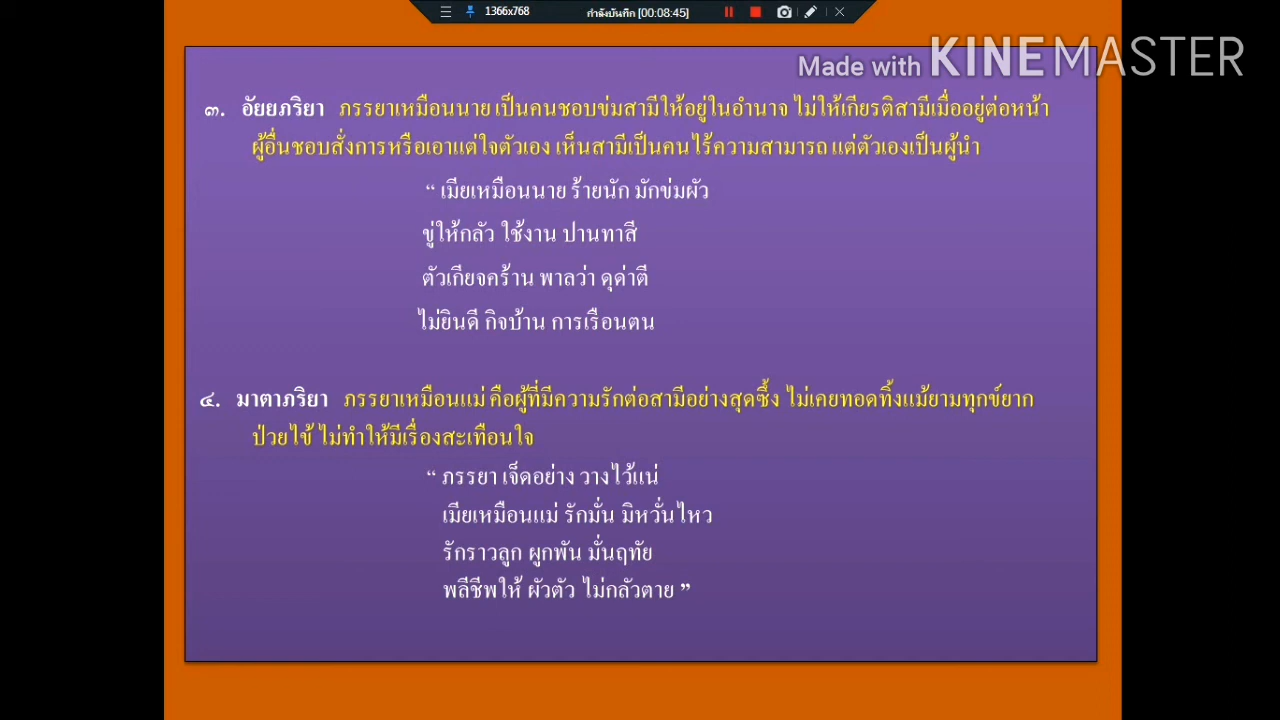 1366x768 กำลังบันทึก [00:08:45]
Made with KINEMASTER
๓. อัยยภริยา ภรรยาเหมือนนาย เป็นคนชอบข่มสามีให้อยู่ในอำนาจ ไม่ให้เกียรติสามีเมื่ออยู่ต่อหน้า
ผู้อื่นชอบสั่งการหรือเอาแต่ใจตัวเอง เห็นสามีเป็นคนไร้ความสามารถ แต่ตัวเองเป็นผู้นำ
“ เมียเหมือนนาย ร้ายนัก มักข่มผัว
ขู่ให้กลัว ใช้งาน ปานทาสี
ตัวเกียจคร้าน พาลว่า ดุด่าตี
ไม่ยินดี กิจบ้าน การเรือนตน
๔. มาตาภริยา ภรรยาเหมือนแม่ คือผู้ที่มีความรักต่อสามีอย่างสุดซึ้ง ไม่เคยทอดทิ้งแม้ยามทุกข์ยาก
ป่วยไข้ ไม่ทำให้มีเรื่องสะเทือนใจ
“ ภรรยา เจ็ดอย่าง วางไว้แน่
เมียเหมือนแม่ รักมั่น มิหวั่นไหว
รักราวลูก ผูกพัน มั่นฤทัย
พลีชีพให้ ผัวตัว ไม่กลัวตาย ”